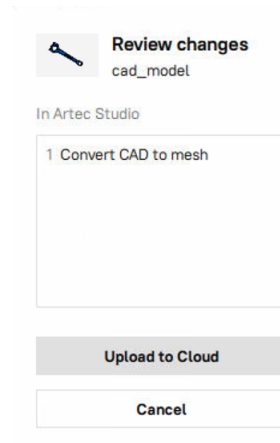 Review changes
cad_model
In Artec Studio
1 Convert CAD to mesh
Upload to Cloud
Cancel